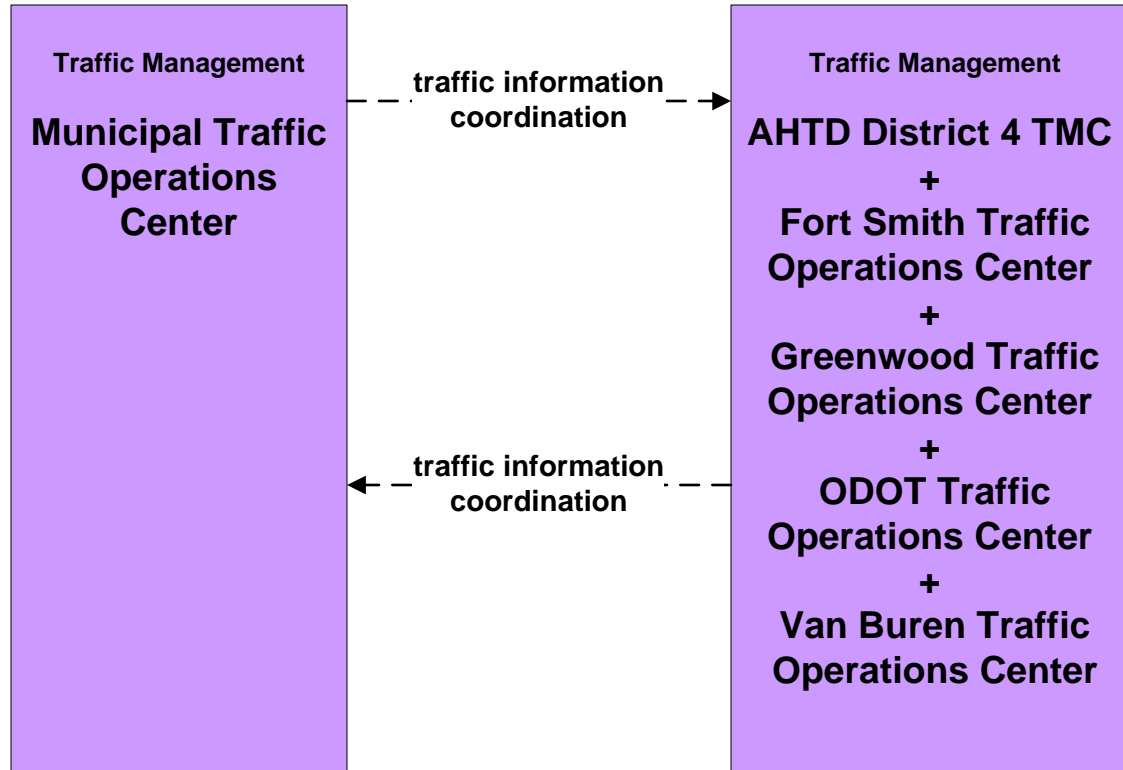 Traffic Management
Municipal Traffic
Operations
Center
traffic information
coordination
traffic information
coordination
Traffic Management
AHTD District 4 TMC
+
Fort Smith Traffic
Operations Center
+
Greenwood Traffic
Operations Center
+
ODOT Traffic
Operations Center
+
Van Buren Traffic
Operations Center